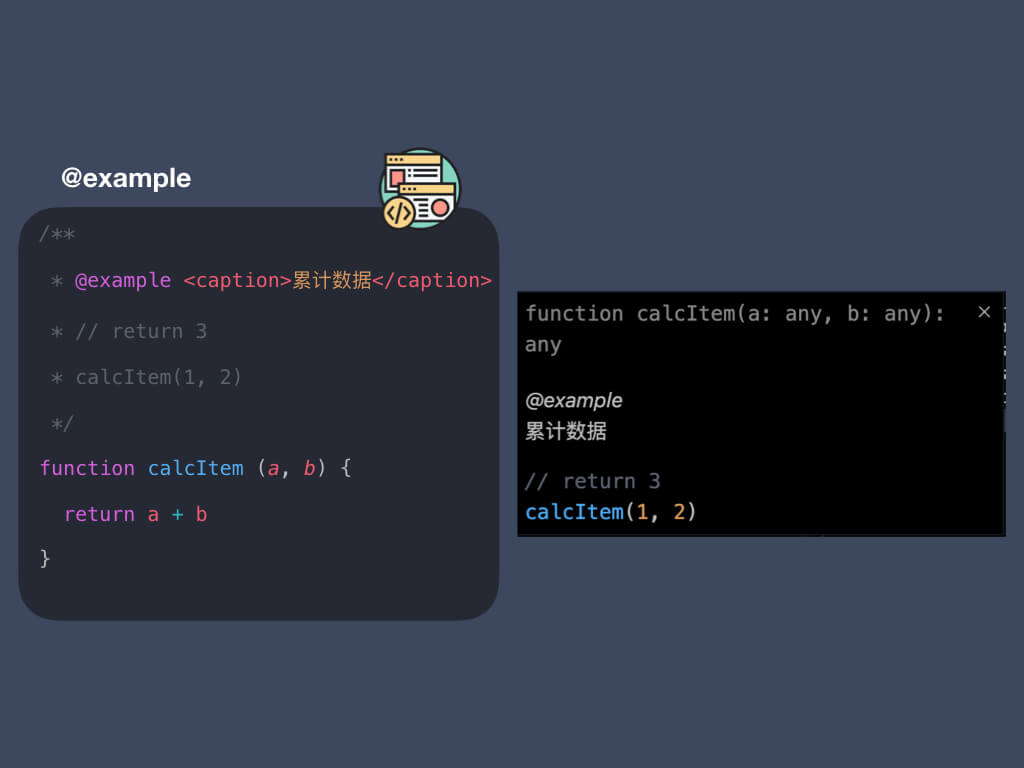 @example
/**
* @example <caption>累计数据</caption>
* // return 3
* calcItem(1, 2)
*/
function calcItem (a, b) {
return a + b
}
function calcItem(a: any, b: any):
any
@example
累计数据
// return 3
calcItem(1, 2)